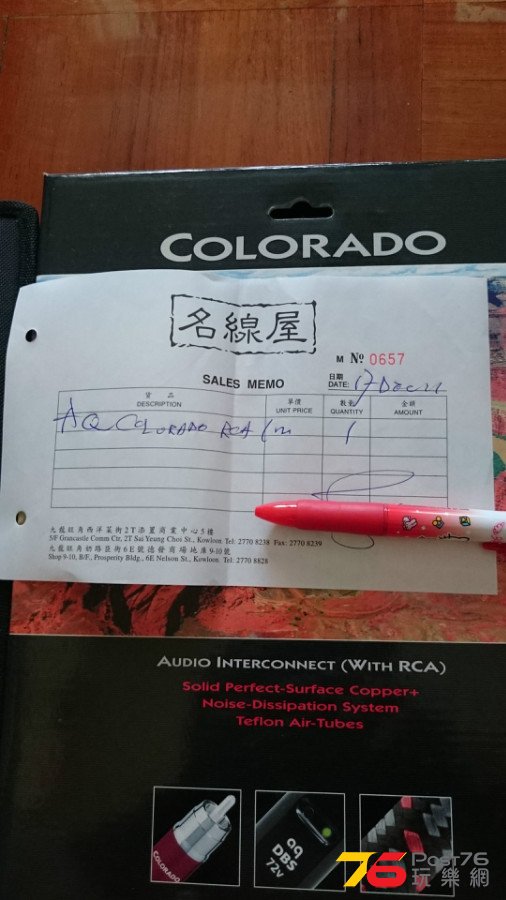 COLORADO
名線屋
M № 0657
SALES MEMO
日期
DATE: 17 Dec
貨品
DESCRIPTION
單價
UNIT PRICE
數量
QUANTITY
金額
AMOUNT
AQ COLORADO RCA 1m 1
九龍旺角西洋菜街2T添置商業中心5樓
5/F Grancastle Comm Ctr, 2T Sai Yeung Choi St., Kowloon. Tel: 2770 8238 Fax: 2770 8239
九龍旺角奶路臣街6E號德發商場地庫9-10號
Shop 9-10, B/F., Prosperity Bldg., 6E Nelson St., Kowloon. Tel: 2770 8828
AUDIO INTERCONNECT (WITH RCA)
Solid Perfect-Surface Copper+
Noise-Dissipation System
Teflon Air-Tubes
COLORADO
aq
DBS
72v
76 Post76
玩樂網